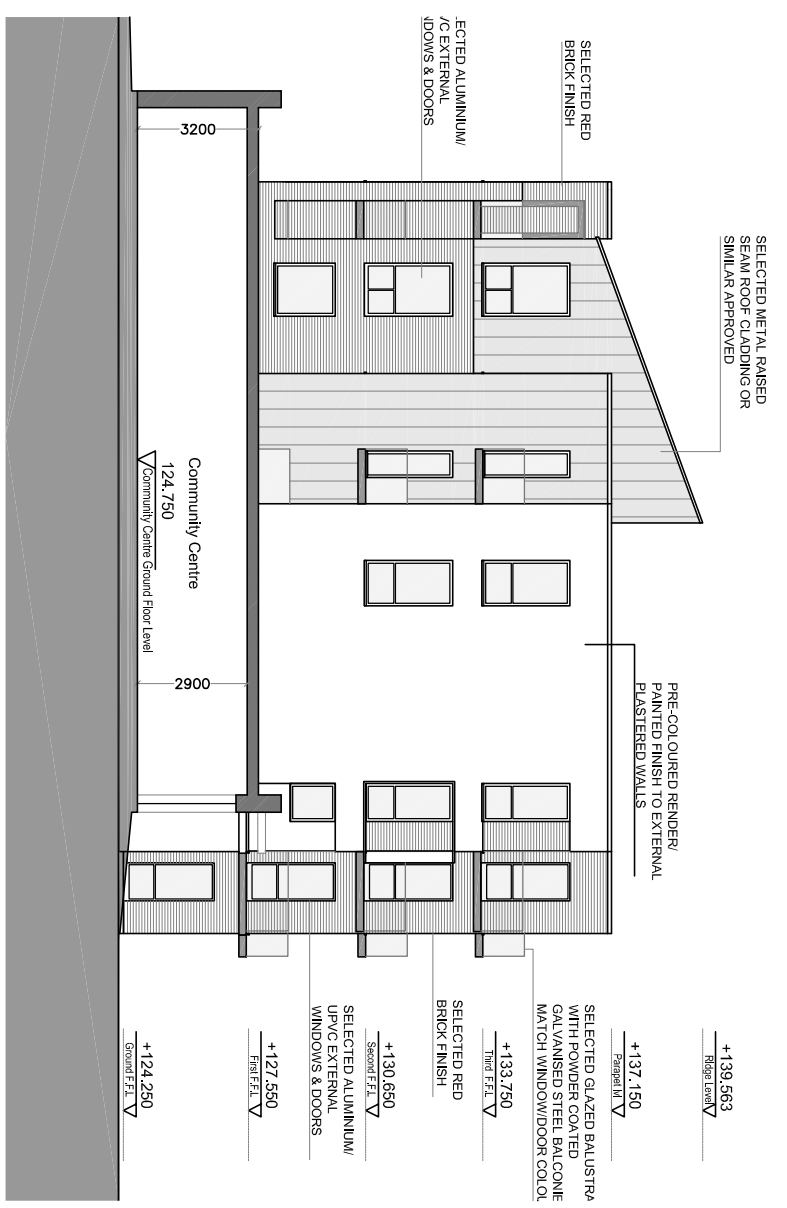 SELECTED METAL RAISED
SEAM ROOF CLADDING OR
SIMILAR APPROVED
SELECTED RED
BRICK FINISH
ECTED ALUMINIUM/
VC EXTERNAL
NDOWS & DOORS
3200
Community Centre
124.750
Community Centre Ground Floor Level
2900
PRE-COLOURED RENDER/
PAINTED FINISH TO EXTERNAL
PLASTERED WALLS
+139.563
Ridge Level
+137.150
Parapet lvl
+133.750
Third F.F.L
+130.650
Second F.F.L
+127.550
First F.F.L
+124.250
Ground F.F.L
SELECTED GLAZED BALUSTRA
WITH POWDER COATED
GALVANISED STEEL BALCONIE
MATCH WINDOW/DOOR COLOU
SELECTED RED
BRICK FINISH
SELECTED ALUMINIUM/
UPVC EXTERNAL
WINDOWS & DOORS